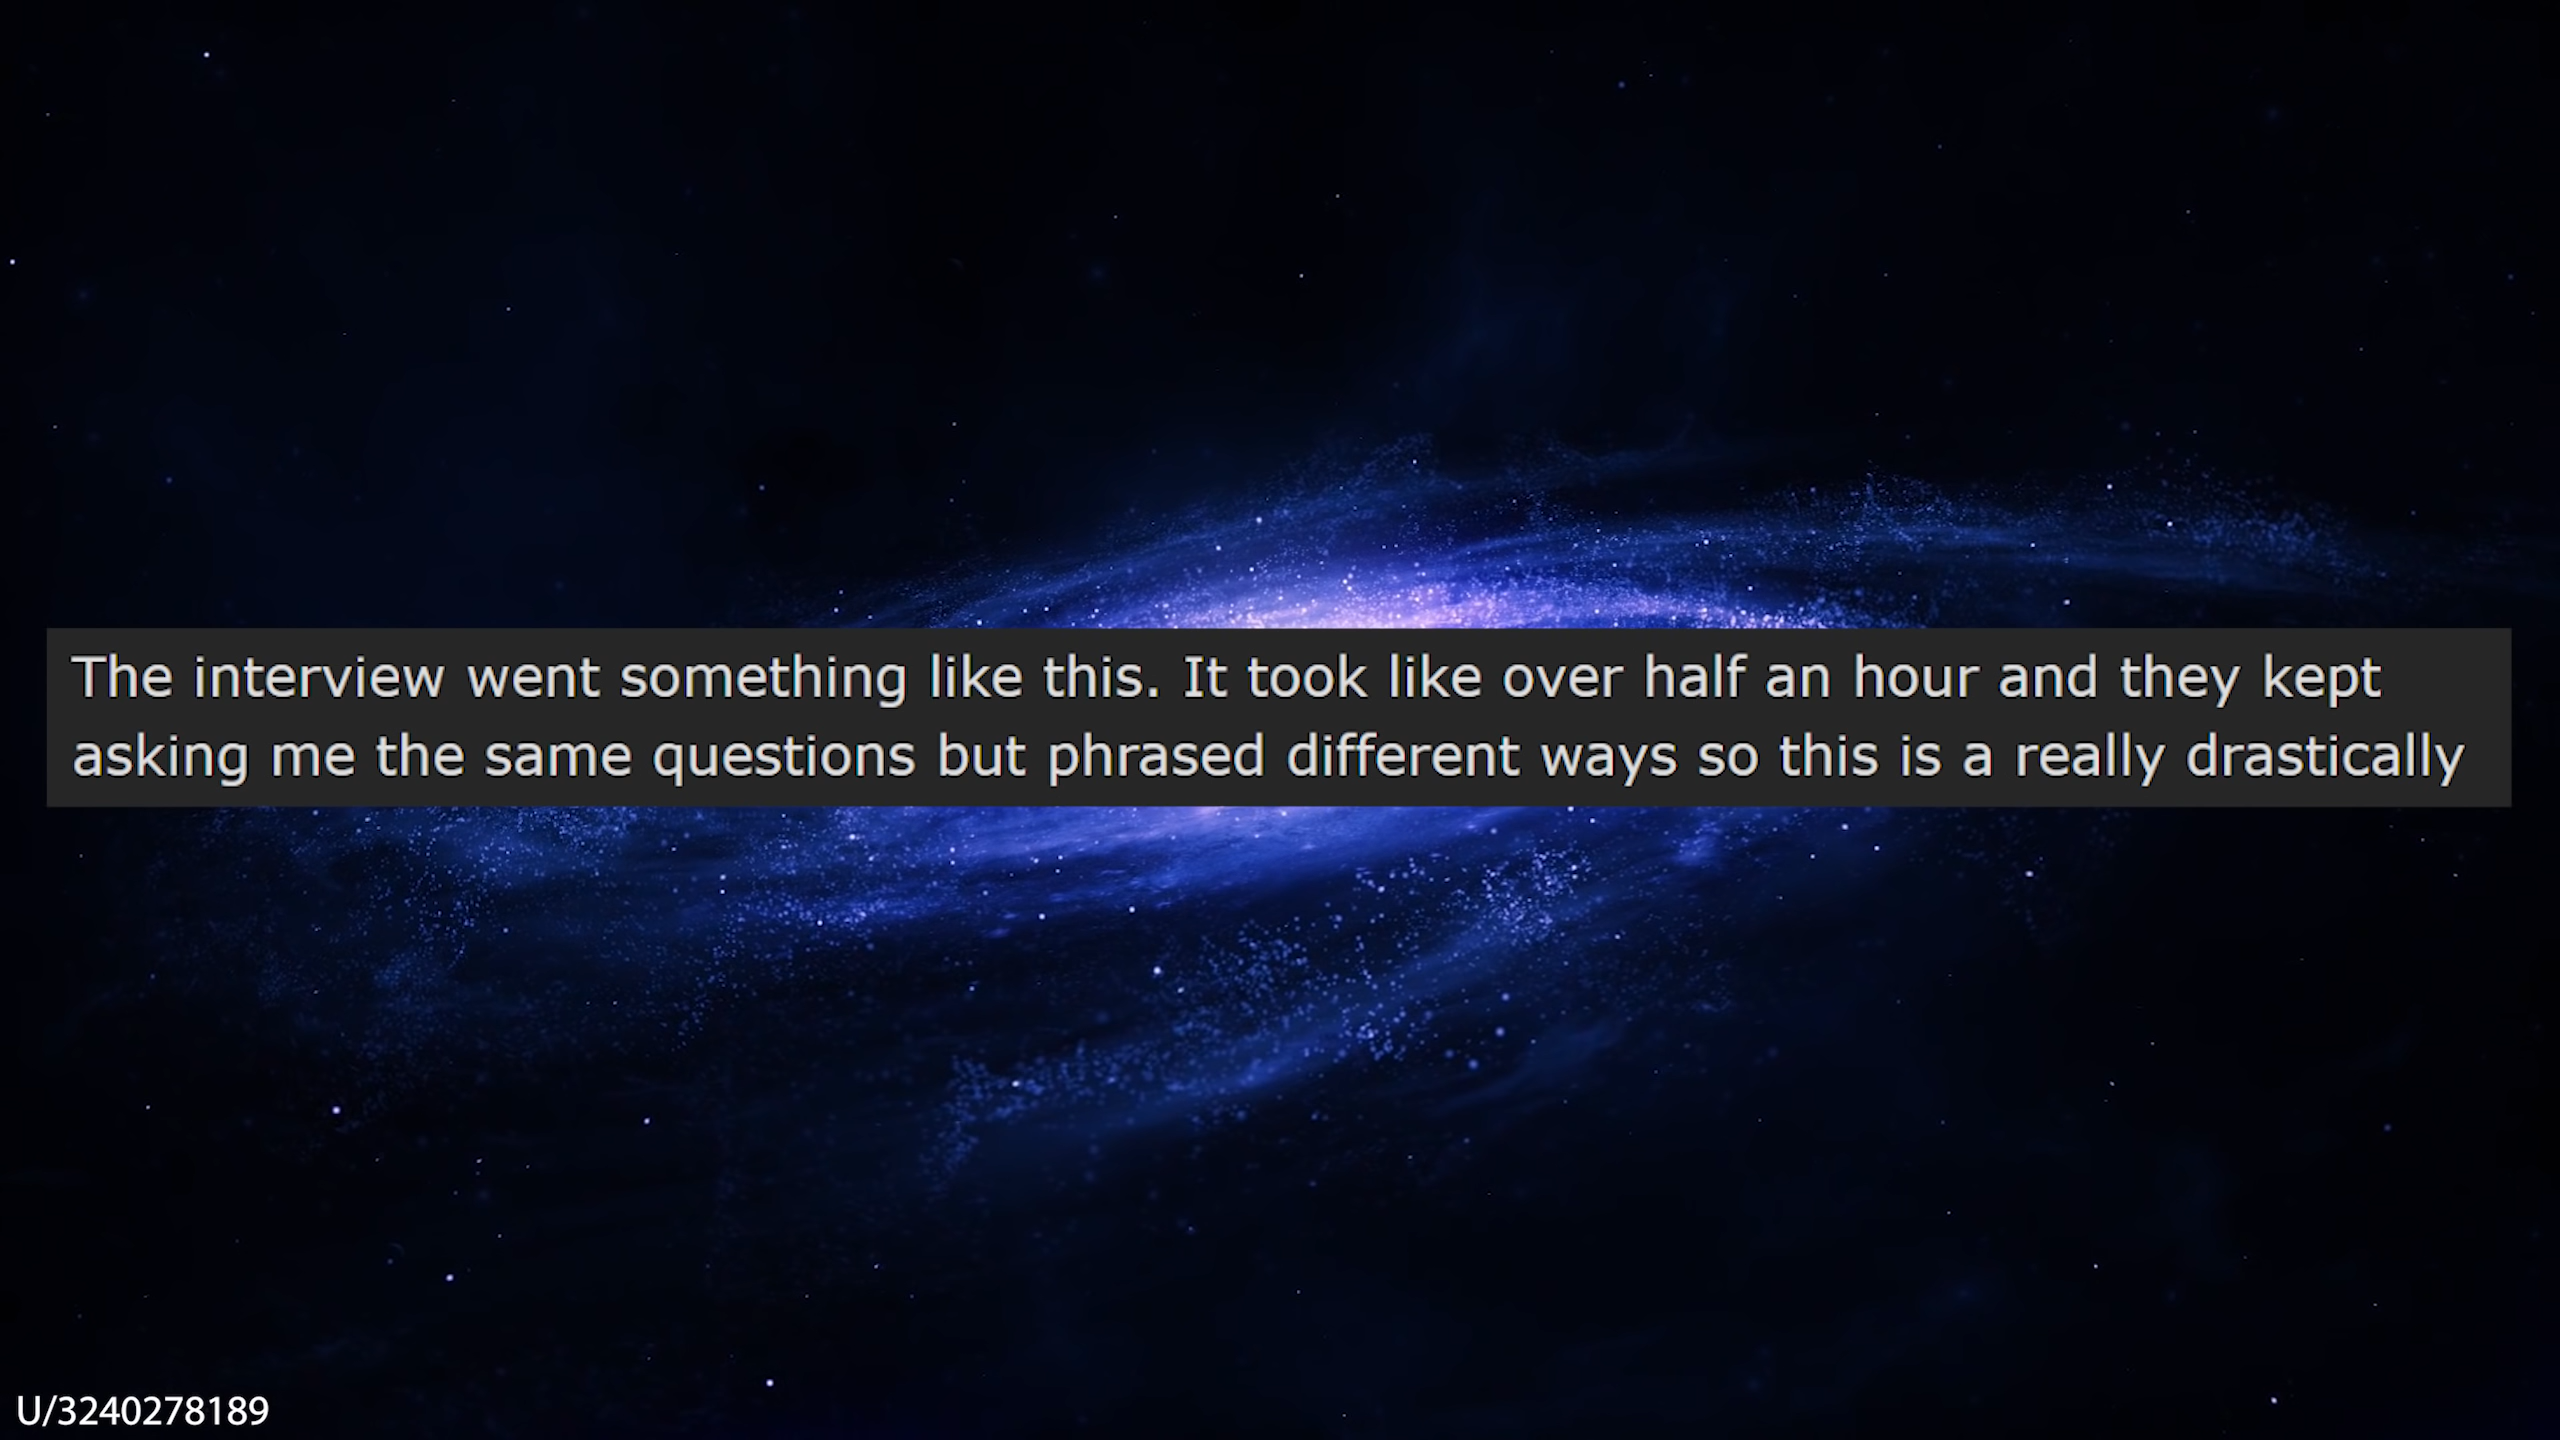 The interview went something like this. It took like over half an hour and they kept
asking me the same questions but phrased different ways so this is a really drastically
U/3240278189